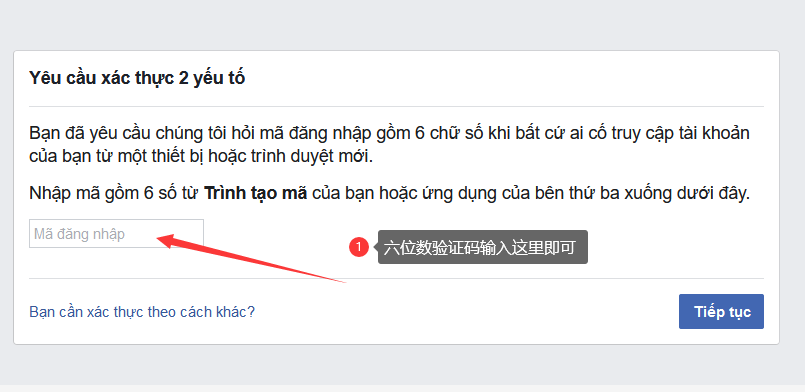 Yêu cầu xác thực 2 yếu tố
Bạn đã yêu cầu chúng tôi hỏi mã đăng nhập gồm 6 chữ số khi bất cứ ai cố truy cập tài khoản
của bạn từ một thiết bị hoặc trình duyệt mới.
Nhập mã gồm 6 số từ Trình tạo mã của bạn hoặc ứng dụng của bên thứ ba xuống dưới đây.
Mã đăng nhập
1 六位数验证码输入这里即可
Bạn cần xác thực theo cách khác?
Tiếp tục